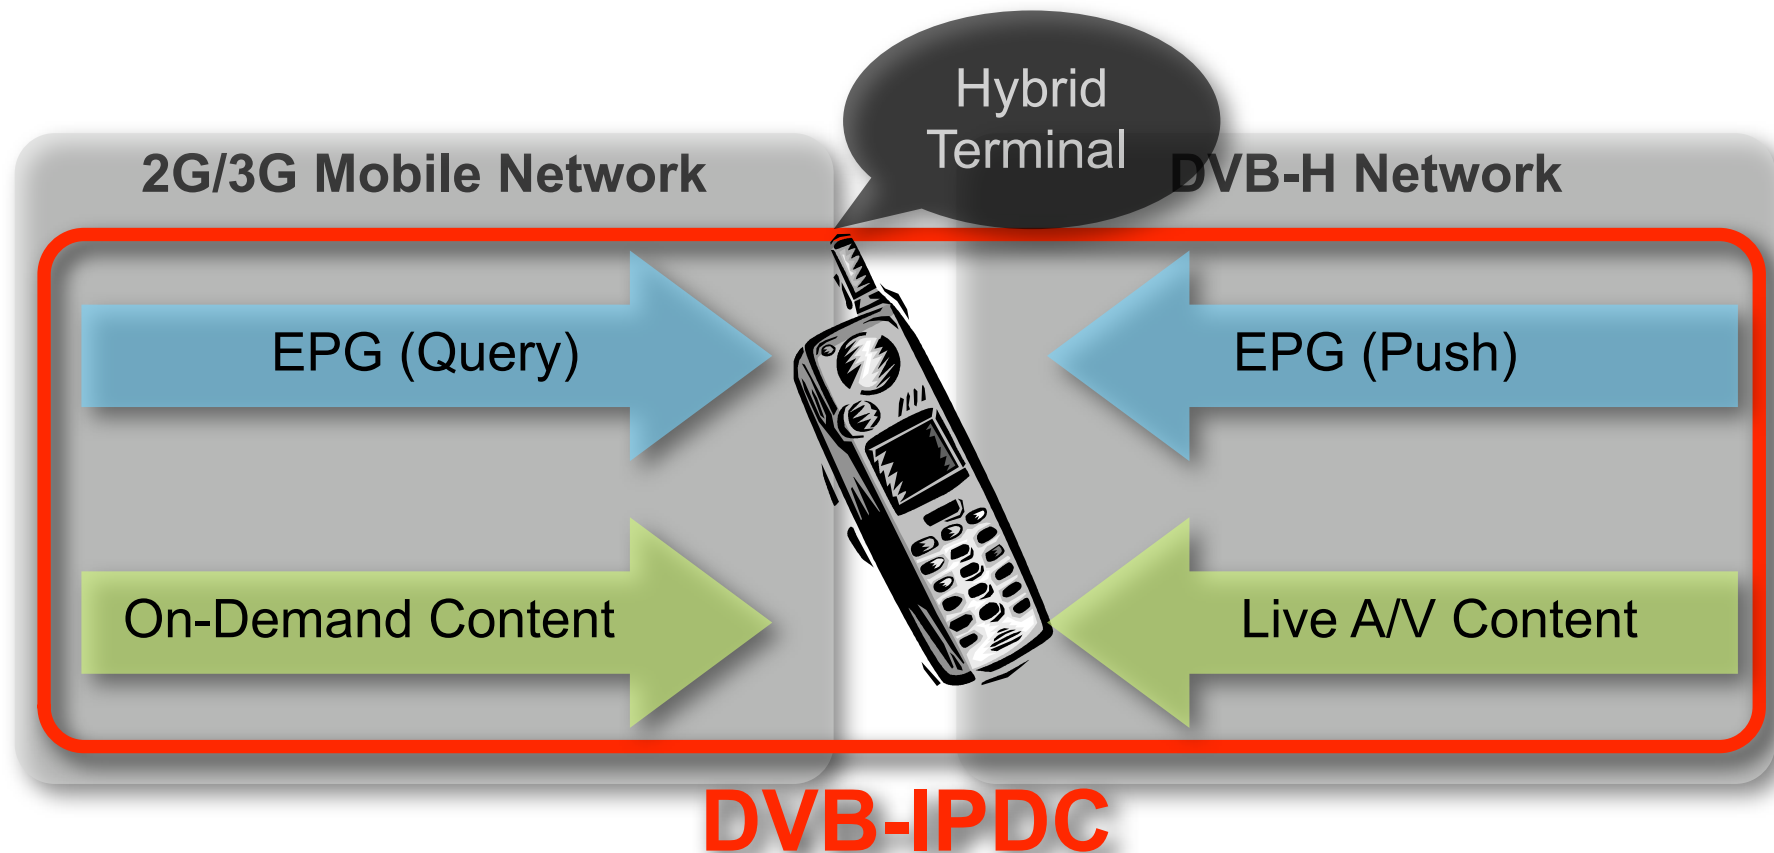 Hybrid
Terminal
2G/3G Mobile Network
DVB-H Network
EPG (Query)
EPG (Push)
On-Demand Content
Live A/V Content
DVB-IPDC